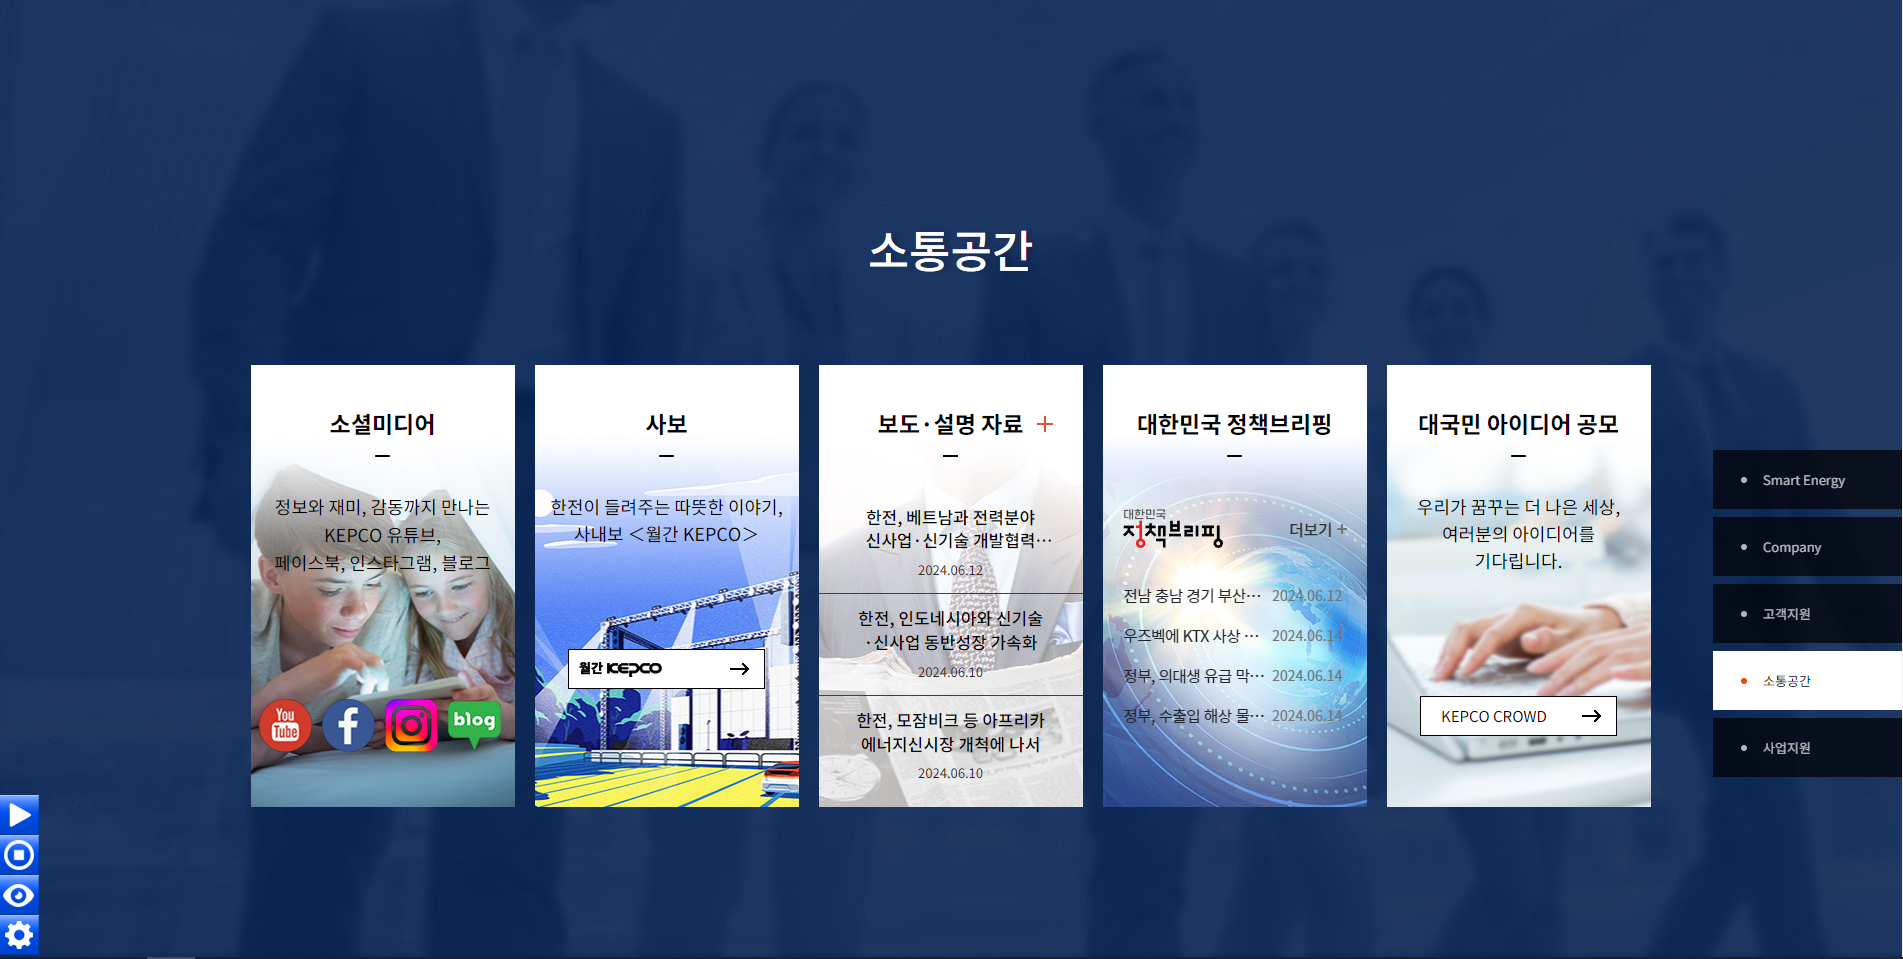 소통공간
소셜미디어
정보와 재미, 감동까지 만나는
KEPCO 유튜브,
페이스북, 인스타그램, 블로그
You
Tube
f
blog
사보
한전이 들려주는 따뜻한 이야기,
사내보 <월간 KEPCO>
월간 KEPCO
보도·설명 자료
한전, 베트남과 전력분야
신사업·신기술 개발협력…
2024.06.12
한전, 인도네시아와 신기술
·신사업 동반성장 가속화
2024.06.10
한전, 모잠비크 등 아프리카
에너지신시장 개척에 나서
2024.06.10
대한민국 정책브리핑
대한민국
정책브리핑
더보기 +
전남 충남 경기 부산… 2024.06.12
우즈벡에 KTX 사상 … 2024.06.14
정부, 의대생 유급 막… 2024.06.14
정부, 수출입 해상 물… 2024.06.14
대국민 아이디어 공모
우리가 꿈꾸는 더 나은 세상,
여러분의 아이디어를
기다립니다.
KEPCO CROWD
Smart Energy
Company
고객지원
소통공간
사업지원